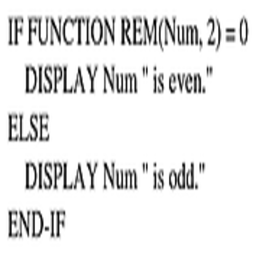 IF FUNCTION REM(Num, 2) = 0
DISPLAY Num " is even."
ELSE
DISPLAY Num " is odd."
END-IF